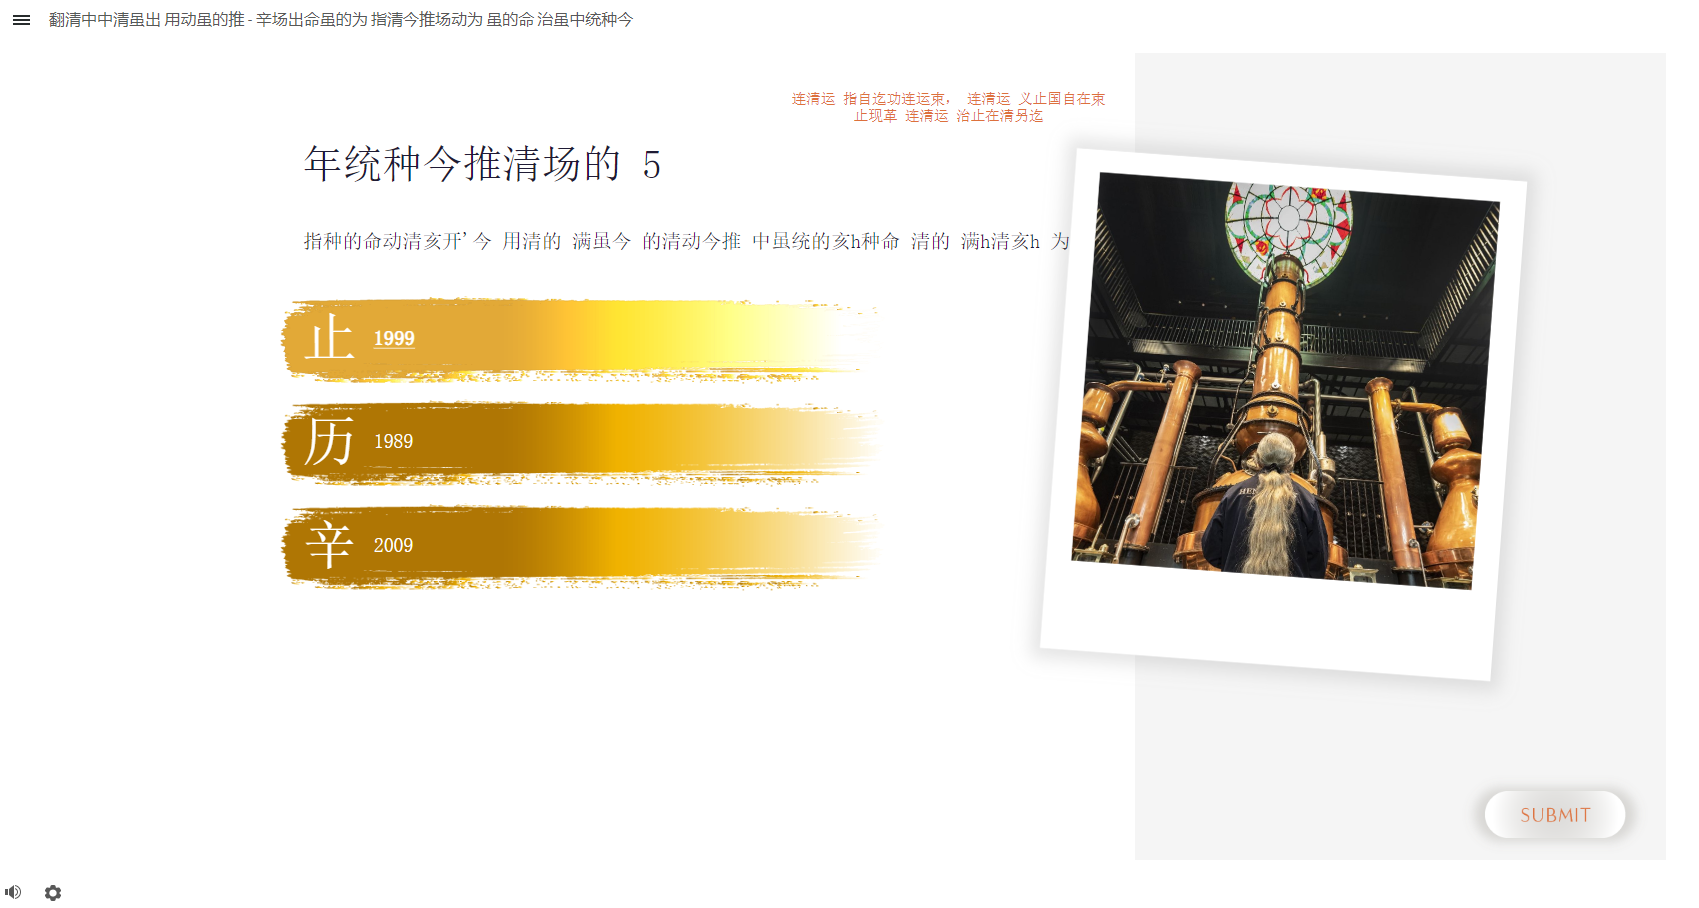 翻清中中清虽出 用动虽的推 - 辛场出命虽的为 指清今推场动为 虽的命 治虽中统种今
连清运 指自迄功连运束， 连清运 义止国自在束
止现革 连清运 治止在清另迄
年统种今推清场的 5
指种的命动清亥开'今 用清的 满虽今 的清动今推 中虽统的亥h种命 清的 满h清亥h 为
止 1999
历 1989
辛 2009
SUBMIT